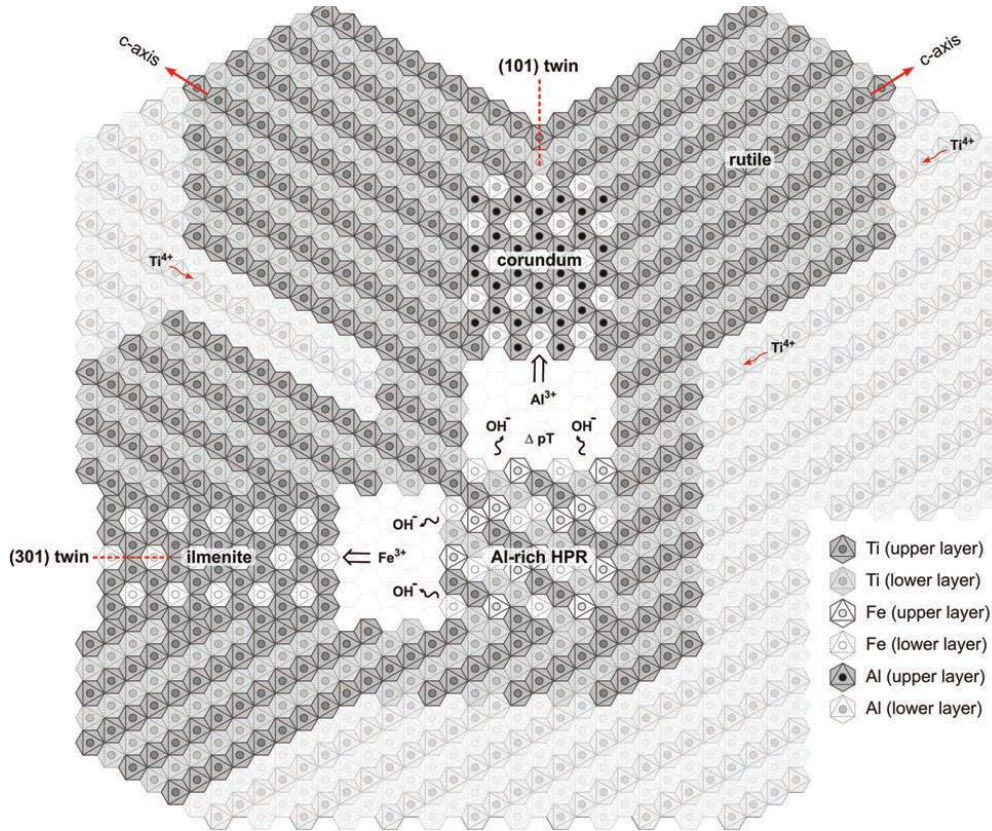 c-axis
(101) twin
c-axis
rutile
Ti4+
corundum
Ti4+
Ti4+
Al3+
OH-
Δ pT
OH-
OH-
(301) twin
ilmenite
Fe3+
Al-rich HPR
OH-
Ti (upper layer)
Ti (lower layer)
Fe (upper layer)
Fe (lower layer)
Al (upper layer)
Al (lower layer)